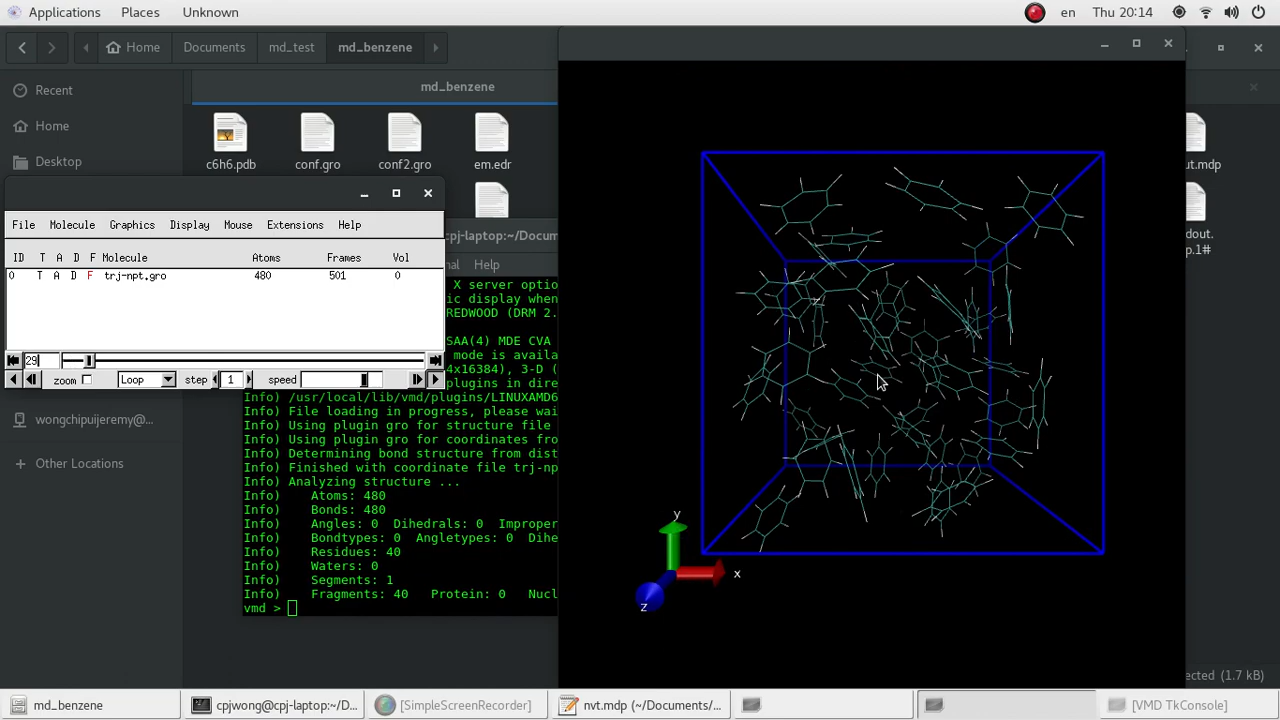 Applications Places Unknown en Thu 20:14
Home Documents md_test md_benzene
Recent
Home
Desktop
wongchipuijeremy@...
Other Locations
md_benzene
c6h6.pdb conf.gro conf2.gro em.edr
ut.mdp
dout.
p.1#
File Molecule Graphics Display Mouse Extensions Help
ID T A D F Molecule Atoms Frames Vol
0 T A D F trj-npt.gro 480 501 0
29
zoom Loop step 1 speed
cpj-laptop:~/Docum
nal Help
X server optio
ic display when
REDWOOD (DRM 2.
SAA(4) MDE CVA
mode is availa
4x16384), 3-D (
plugins in dire
Info) /usr/local/lib/vmd/plugins/LINUXAMD6
Info) File loading in progress, please wai
Info) Using plugin gro for structure file
Info) Using plugin gro for coordinates fro
Info) Determining bond structure from dist
Info) Finished with coordinate file trj-np
Info) Analyzing structure ...
Info) Atoms: 480
Info) Bonds: 480
Info) Angles: 0 Dihedrals: 0 Improper
Info) Bondtypes: 0 Angletypes: 0 Dihe
Info) Residues: 40
Info) Waters: 0
Info) Segments: 1
Info) Fragments: 40 Protein: 0 Nucl
vmd >
y
x
z
ected (1.7 kB)
md_benzene cpjwong@cpj-laptop:~/D... [SimpleScreenRecorder] nvt.mdp (~/Documents/... [VMD TkConsole]